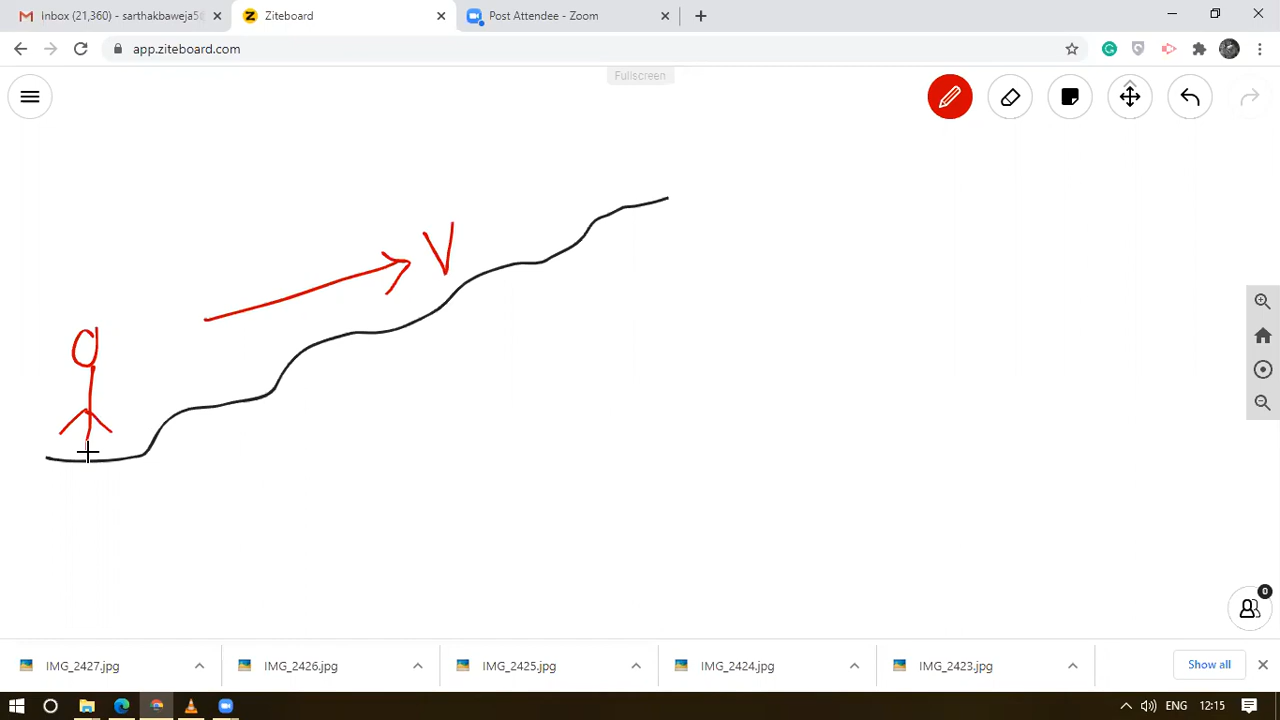 Inbox (21,360) - sarthakbaweja5
Ziteboard
Post Attendee - Zoom
app.ziteboard.com
Fullscreen
V
0
IMG_2427.jpg
IMG_2426.jpg
IMG_2425.jpg
IMG_2424.jpg
IMG_2423.jpg
Show all
ENG
12:15